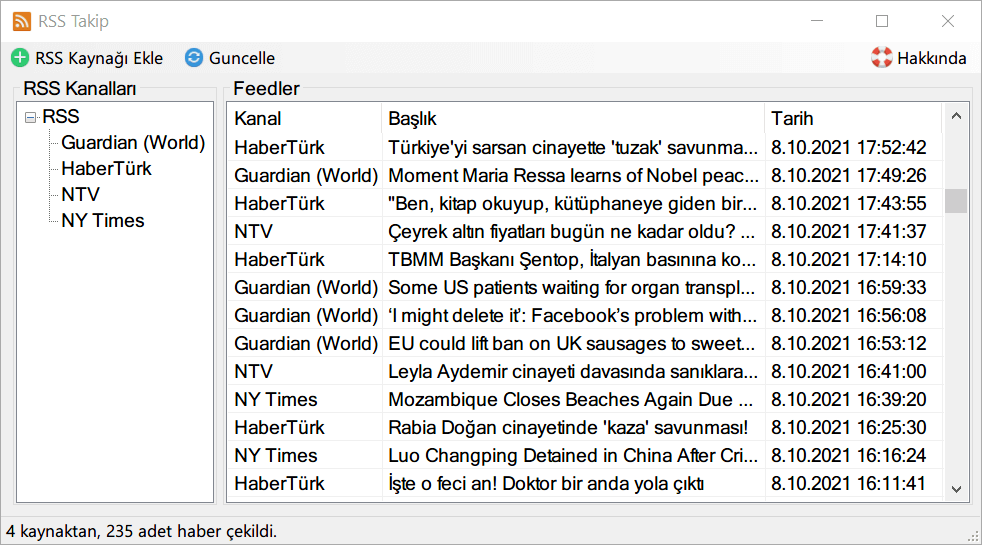 RSS Takip
RSS Kaynağı Ekle Guncelle Hakkında
RSS Kanalları
RSS
Guardian (World)
HaberTürk
NTV
NY Times
Feedler
Kanal Başlık Tarih
HaberTürk Türkiye'yi sarsan cinayette 'tuzak' savunma... 8.10.2021 17:52:42
Guardian (World) Moment Maria Ressa learns of Nobel peac... 8.10.2021 17:49:26
HaberTürk "Ben, kitap okuyup, kütüphaneye giden bir... 8.10.2021 17:43:55
NTV Çeyrek altın fiyatları bugün ne kadar oldu? ... 8.10.2021 17:41:37
HaberTürk TBMM Başkanı Şentop, İtalyan basınına ko... 8.10.2021 17:14:10
Guardian (World) Some US patients waiting for organ transpl... 8.10.2021 16:59:33
Guardian (World) ‘I might delete it’: Facebook’s problem with... 8.10.2021 16:56:08
Guardian (World) EU could lift ban on UK sausages to sweet... 8.10.2021 16:53:12
NTV Leyla Aydemir cinayeti davasında sanıklara... 8.10.2021 16:41:00
NY Times Mozambique Closes Beaches Again Due ... 8.10.2021 16:39:20
HaberTürk Rabia Doğan cinayetinde 'kaza' savunması! 8.10.2021 16:25:30
NY Times Luo Changping Detained in China After Cri... 8.10.2021 16:16:24
HaberTürk İşte o feci an! Doktor bir anda yola çıktı 8.10.2021 16:11:41
4 kaynaktan, 235 adet haber çekildi.